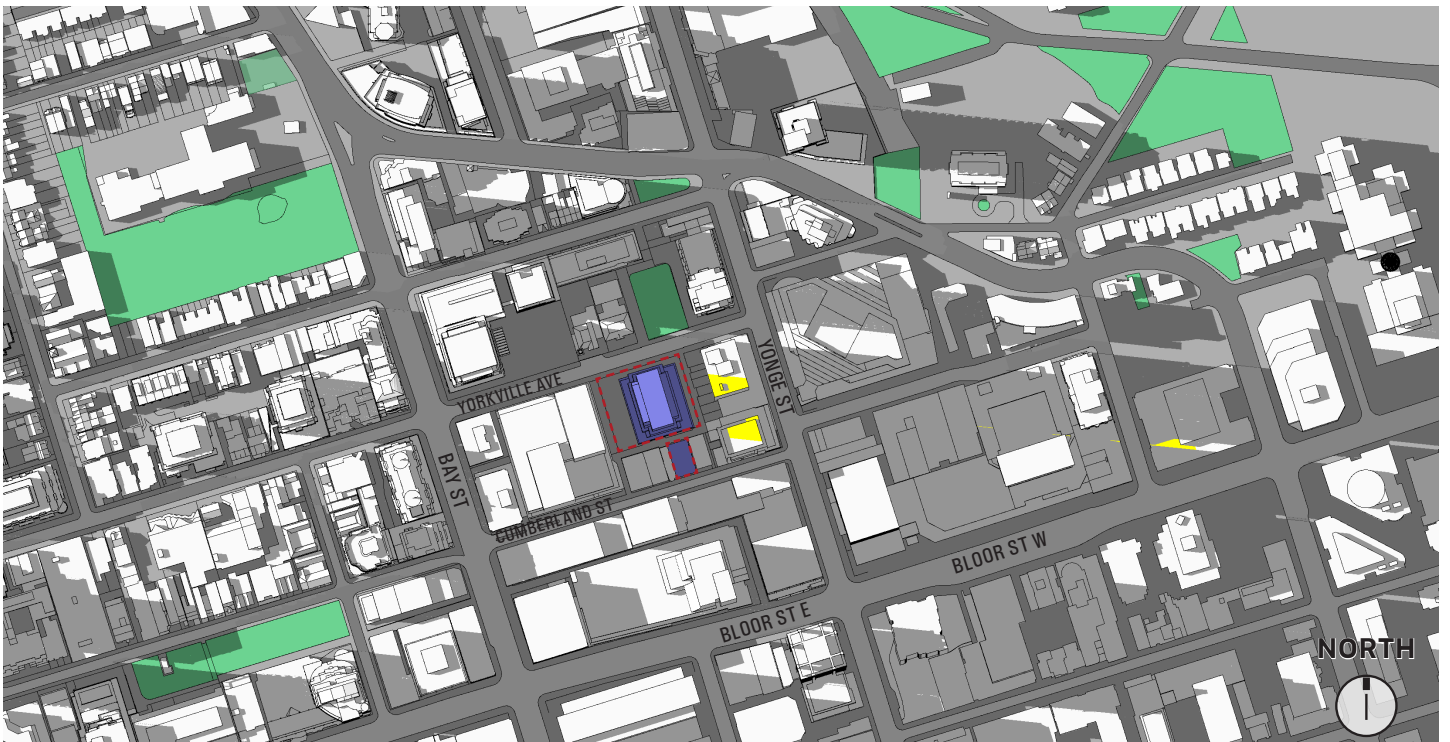 YONGE ST
YORKVILLE AVE
BAY ST
CUMBERLAND ST
BLOOR ST W
BLOOR ST E
NORTH